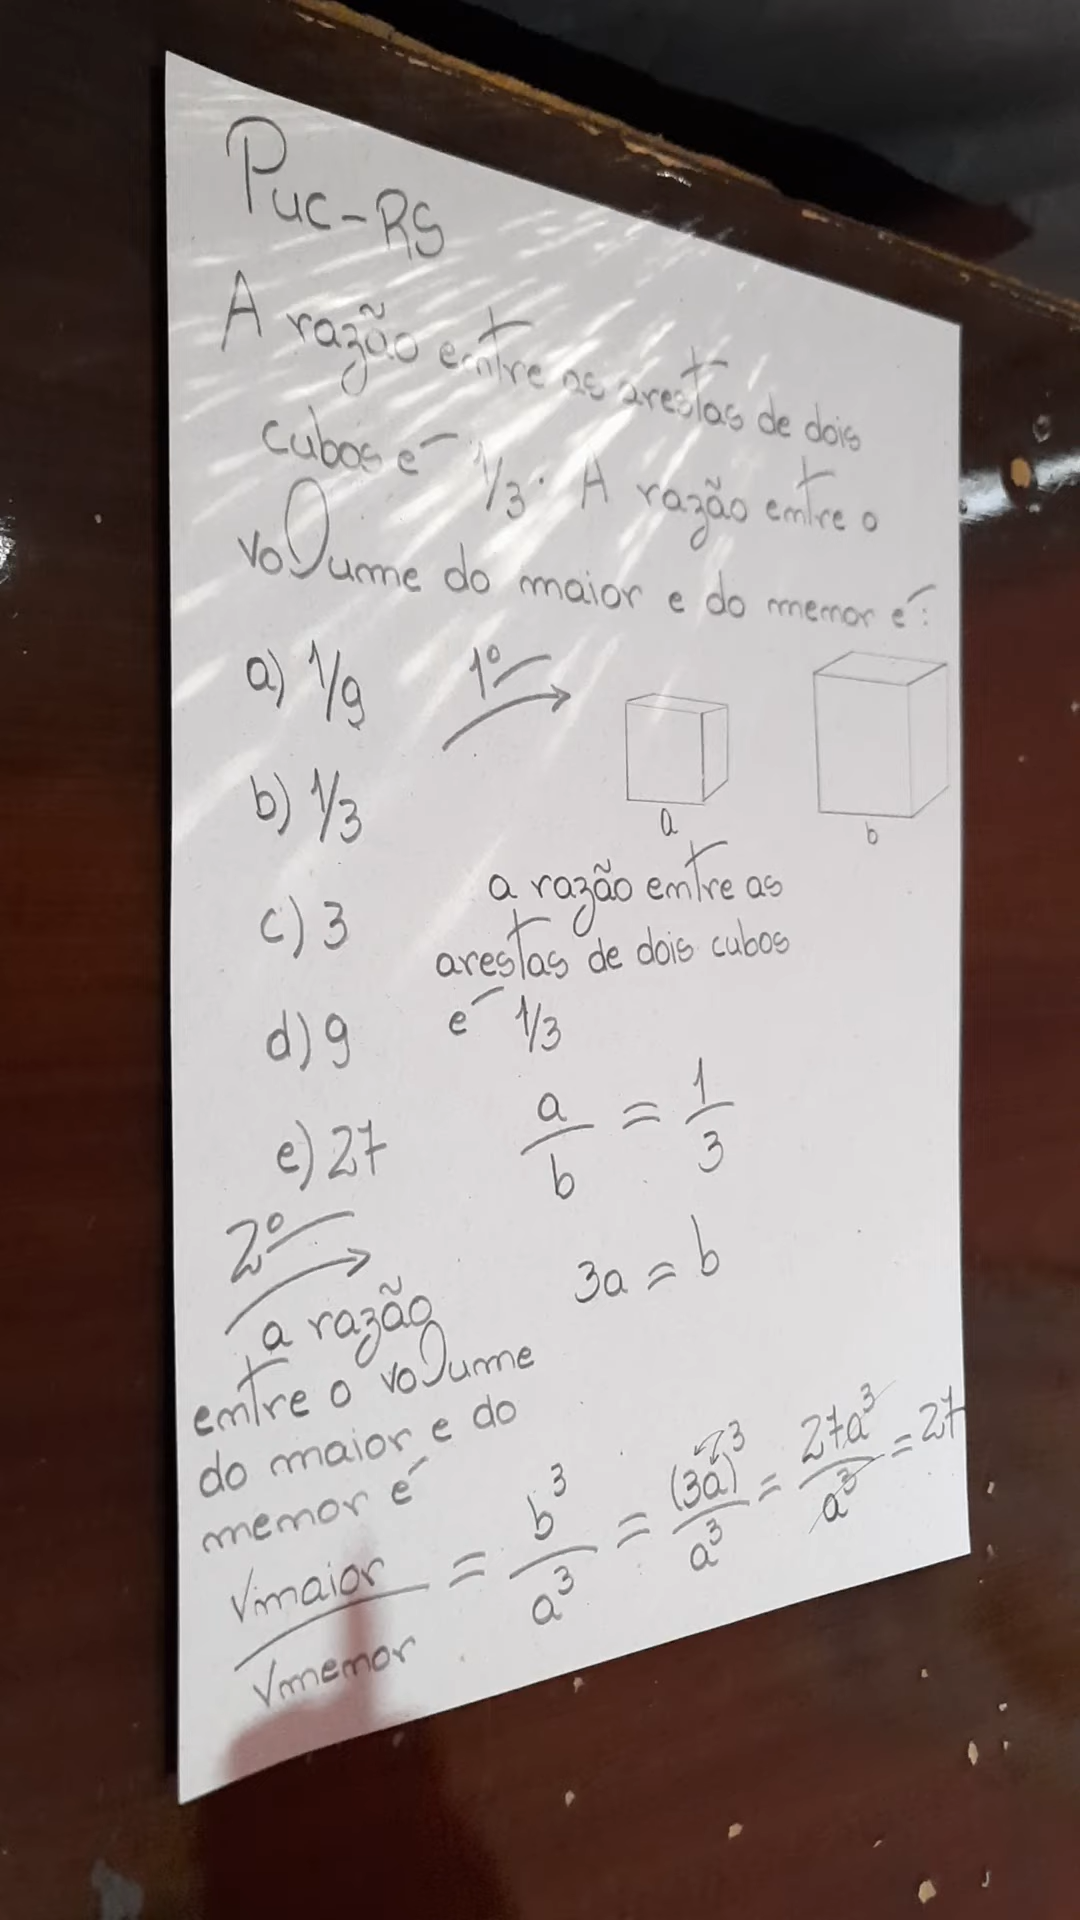 Puc-RS
A razão entre as arestas de dois
cubos é 1/3. A razão entre o
volume do maior e do menor é:
a) 1/9
b) 1/3
c) 3
d) 9
e) 27
1º
a
b
a razão entre as
arestas de dois cubos
é 1/3
a/b = 1/3
3a = b
2º
a razão
entre o volume
do maior e do
menor é
Vmaior/Vmenor = b³/a³ = (3a)³/a³ = 27a³/a³ = 27